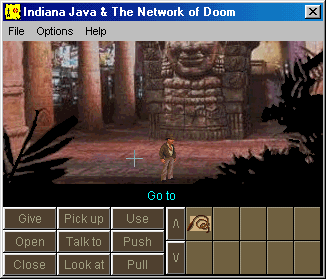 Indiana Java & The Network of Doom
File Options Help
Go to
Give Pick up Use
Open Talk to Push
Close Look at Pull